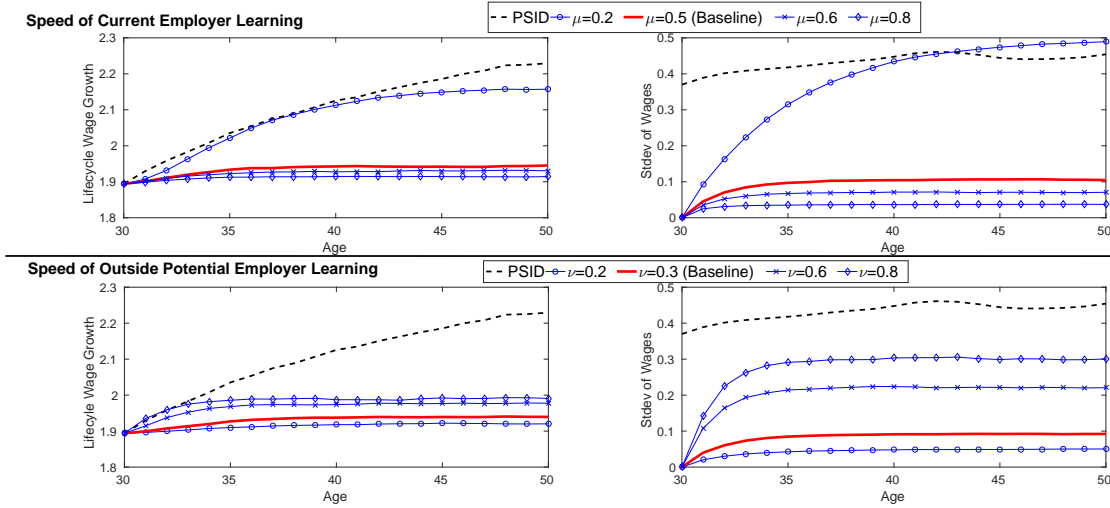 Speed of Current Employer Learning
PSID μ=0.2 μ=0.5 (Baseline) μ=0.6 μ=0.8
Lifecycle Wage Growth
2.3
2.2
2.1
2
1.9
1.8
30 35 40 45 50
Age
Stdev of Wages
0.5
0.4
0.3
0.2
0.1
0
30 35 40 45 50
Age
Speed of Outside Potential Employer Learning
PSID ν=0.2 ν=0.3 (Baseline) ν=0.6 ν=0.8
Lifecycle Wage Growth
2.3
2.2
2.1
2
1.9
1.8
30 35 40 45 50
Age
Stdev of Wages
0.5
0.4
0.3
0.2
0.1
0
30 35 40 45 50
Age